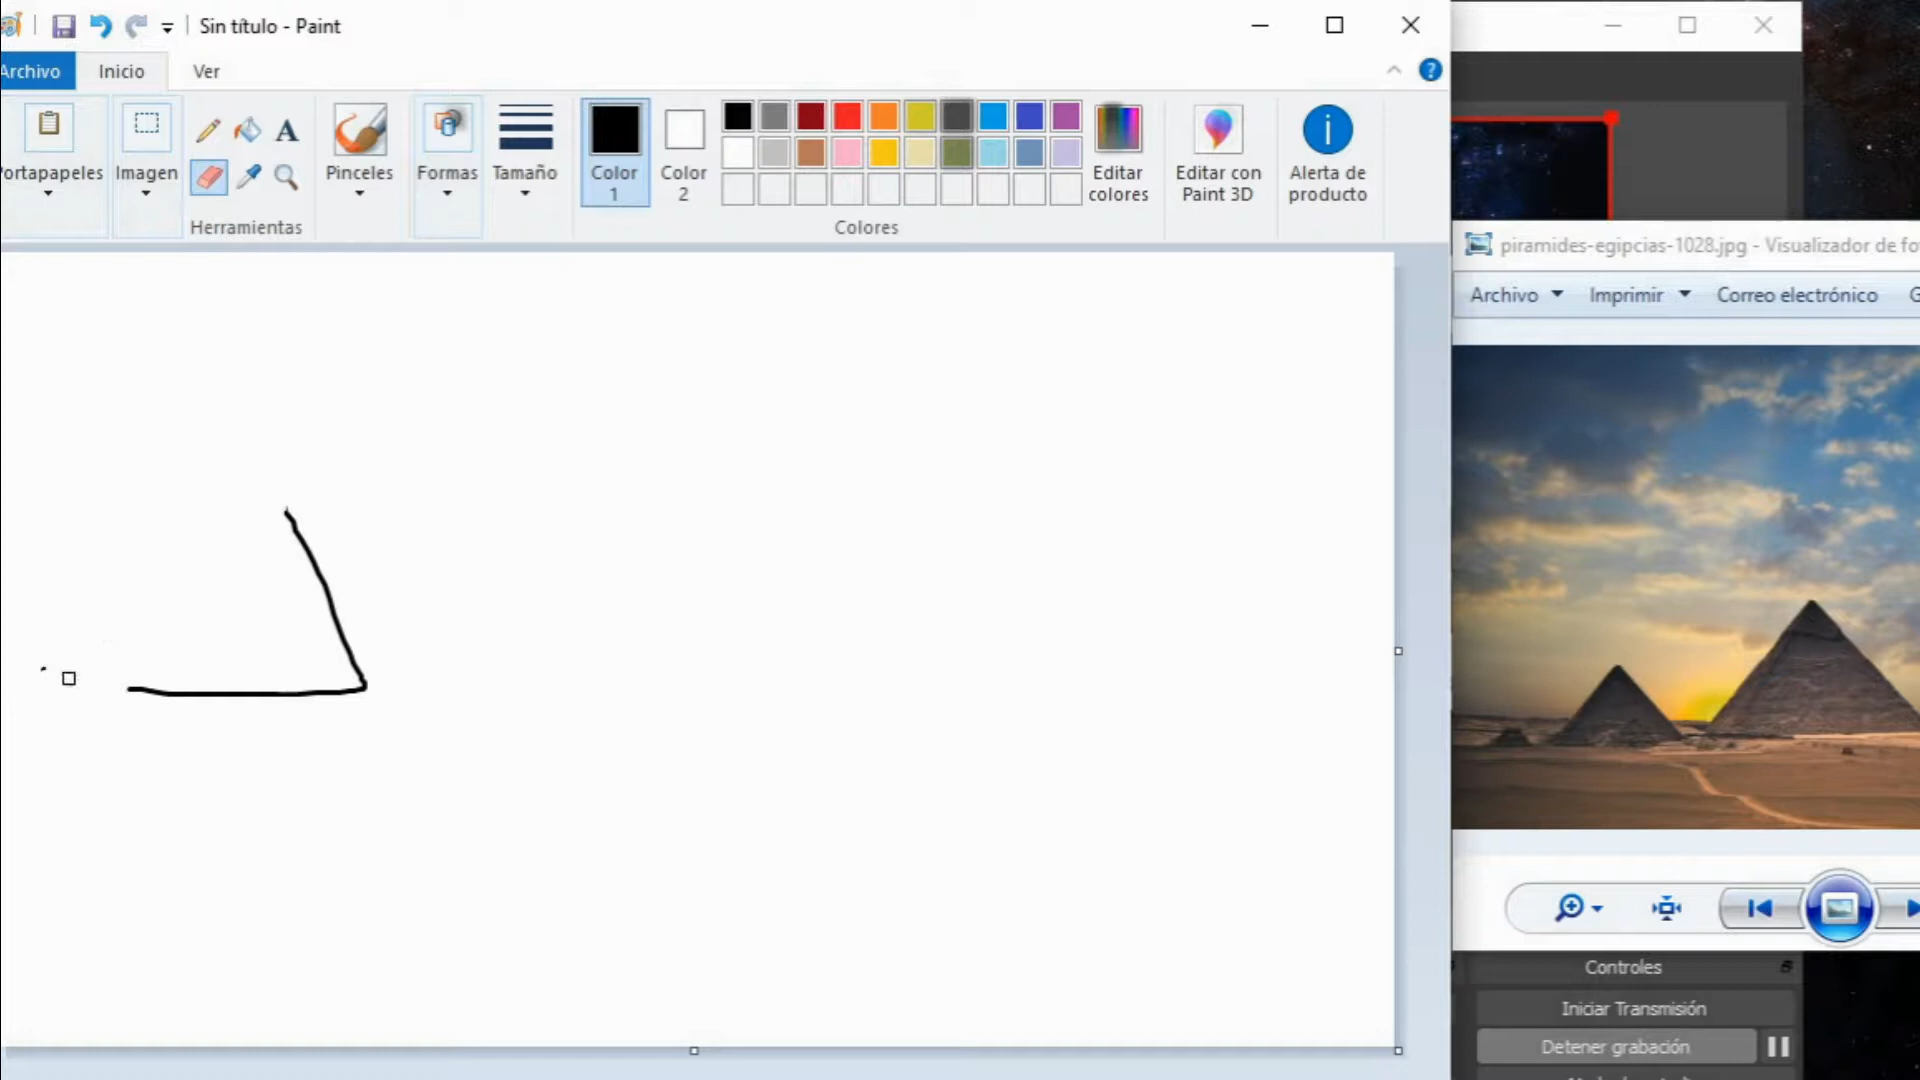 Sin título - Paint
Archivo
Inicio
Ver
Portapapeles
Imagen
Herramientas
Pinceles
Formas
Tamaño
Color
1
Color
2
Editar
colores
Editar con
Paint 3D
Alerta de
producto
Colores
piramides-egipcias-1028.jpg - Visualizador de fo
Archivo
Imprimir
Correo electrónico
G
Controles
Iniciar Transmisión
Detener grabación